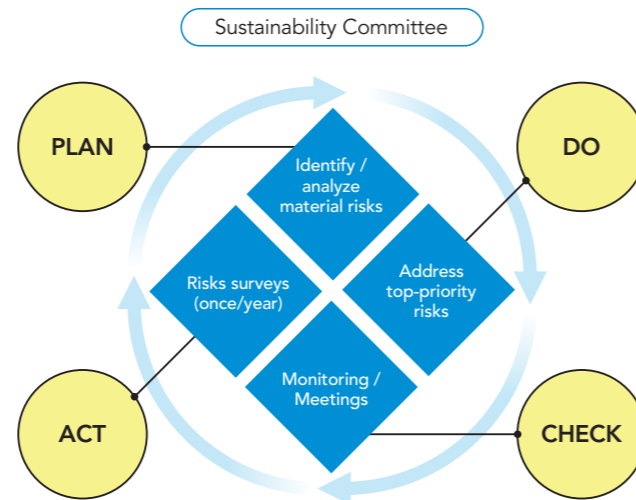 Sustainability Committee
PLAN
DO
Identify /
analyze
material risks
Risks surveys
(once/year)
Address
top-priority
risks
Monitoring /
Meetings
ACT
CHECK